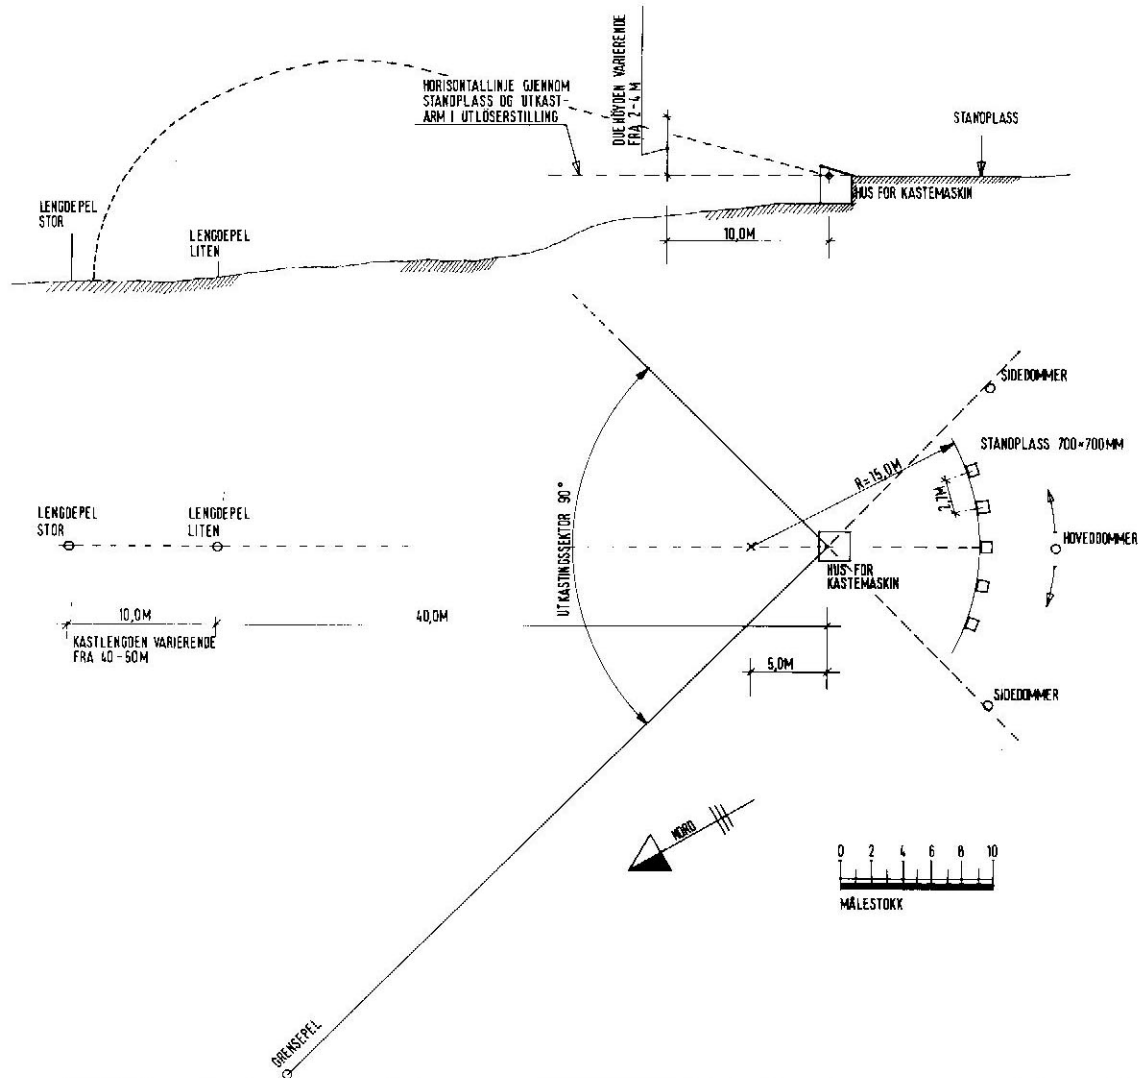 HORISONTALLINJE GJENNOM
STANDPLASS OG UTKAST-
ARM I UTLÖSERSTILLING
DUEHÖYDEN VARIERENDE
FRA 2-4 M
STANDPLASS
HUS FOR KASTEMASKIN
LENGDEPEL
STOR
LENGDEPEL
LITEN
10,0M
SIDEDOMMER
STANDPLASS 700×700MM
R=15,0M
2,7M
UTKASTINGSSEKTOR 90°
LENGDEPEL
STOR
LENGDEPEL
LITEN
HOVEDDOMMER
HUS FOR
KASTEMASKIN
10,0M
40,0M
KASTLENGDEN VARIERENDE
FRA 40-50M
5,0M
SIDEDOMMER
NORD
0 2 4 6 8 10
MÅLESTOKK
GRENSEPEL